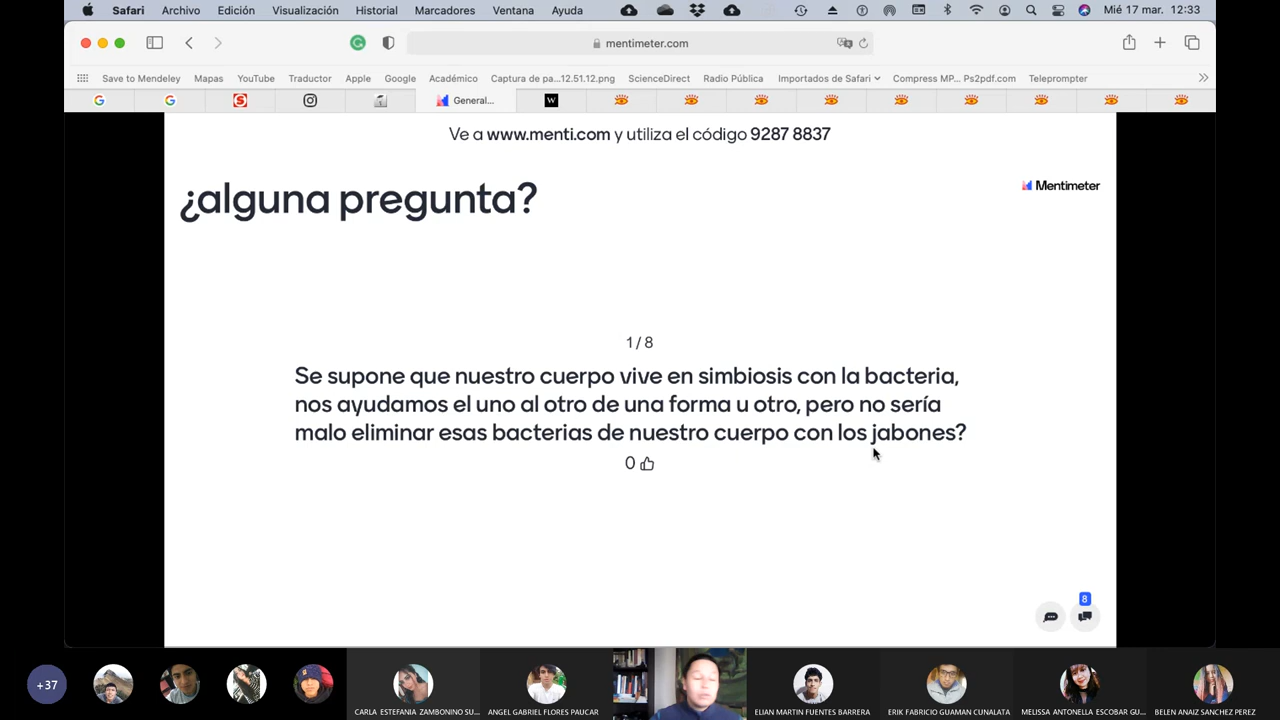 Safari Archivo Edición Visualización Historial Marcadores Ventana Ayuda Mié 17 mar. 12:33
mentimeter.com
Save to Mendeley Mapas YouTube Traductor Apple Google Académico Captura de pa...12.51.12.png ScienceDirect Radio Pública Importados de Safari Compress MP... Ps2pdf.com Teleprompter
General...
Ve a www.menti.com y utiliza el código 9287 8837
¿alguna pregunta?
Mentimeter
1 / 8
Se supone que nuestro cuerpo vive en simbiosis con la bacteria,
nos ayudamos el uno al otro de una forma u otro, pero no sería
malo eliminar esas bacterias de nuestro cuerpo con los jabones?
0
8
+37
CARLA ESTEFANIA ZAMBONINO SU... ANGEL GABRIEL FLORES PAUCAR ELIAN MARTIN FUENTES BARRERA ERIK FABRICIO GUAMAN CUNALATA MELISSA ANTONELLA ESCOBAR GU... BELEN ANAIZ SANCHEZ PEREZ